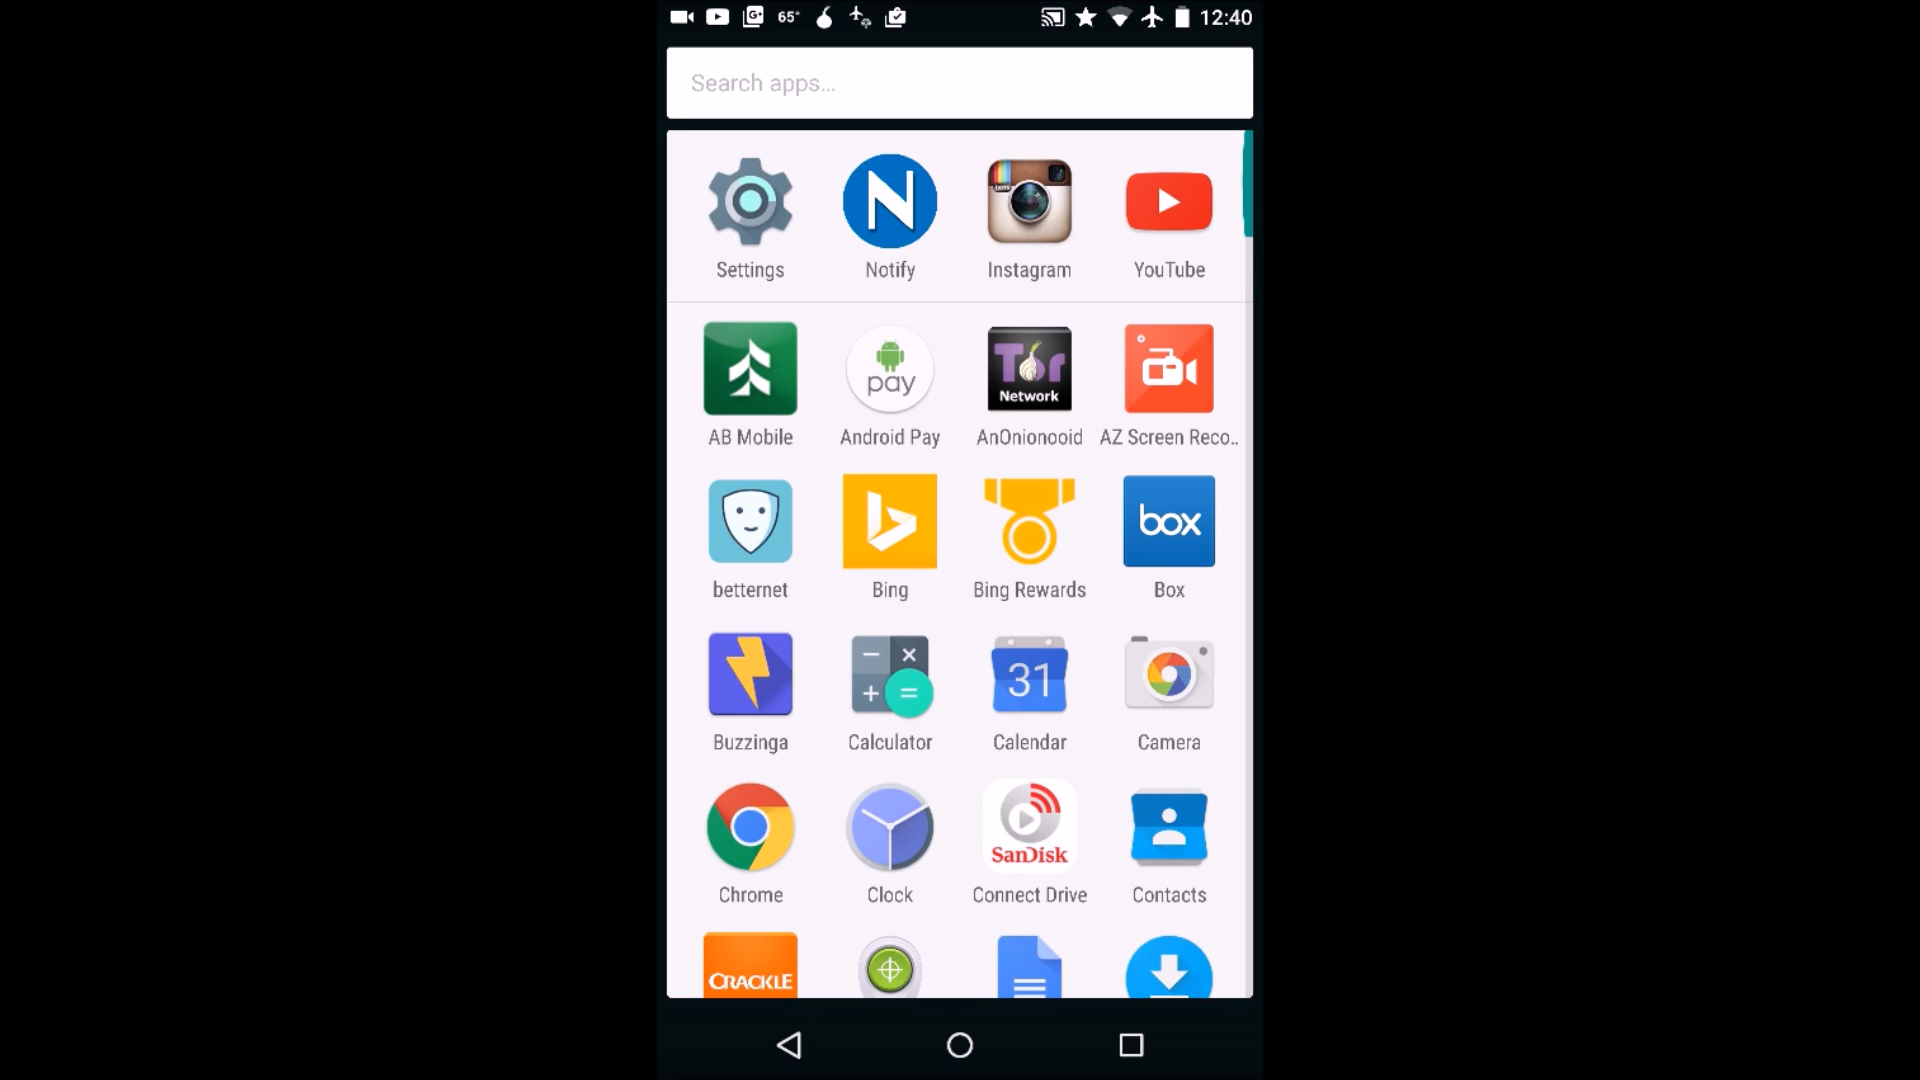 G+ 65° 12:40
Search apps...
N
Settings Notify Instagram YouTube
pay
Tor
Network
AB Mobile Android Pay AnOnionooid AZ Screen Reco..
box
betternet Bing Bing Rewards Box
31
Buzzinga Calculator Calendar Camera
SanDisk
Chrome Clock Connect Drive Contacts
CRACKLE